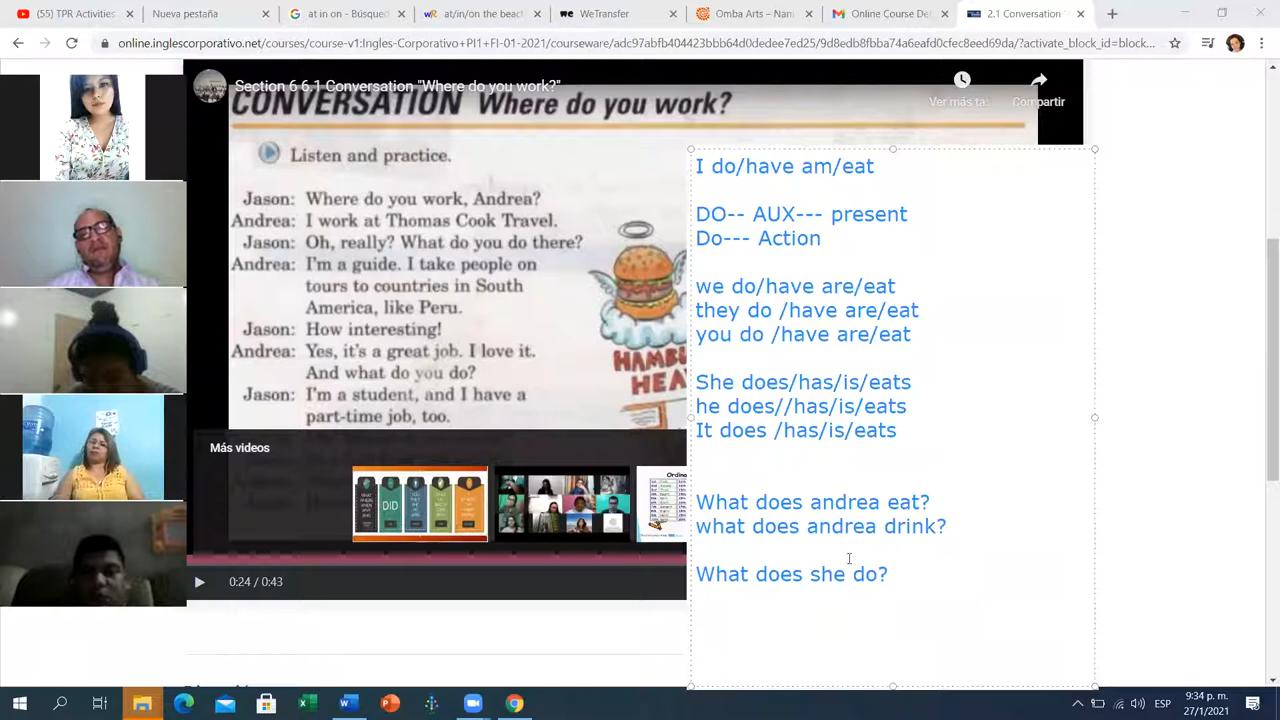 (55) TPR Activities
Nueva pestaña
at in on - Búsqued
at/in/on the beach
WeTransfer
Omba Arts – Nam
Online Course Det
2.1 Conversation "
online.inglescorporativo.net/courses/course-v1:Ingles-Corporativo+PI1+FI-01-2021/courseware/
Section 6 6.1 Conversation "Where do you work?"
Ver más ta
Compartir
CONVERSATION Where do you work?
Listen and practice.
Jason: Where do you work, Andrea?
Andrea: I work at Thomas Cook Travel.
Jason: Oh, really? What do you do there?
Andrea: I'm a guide. I take people on
tours to countries in South
America, like Peru.
Jason: How interesting!
Andrea: Yes, it's a great job. I love it.
And what do you do?
Jason: I'm a student, and I have a
part-time job, too.
Más videos
DID
Ordin
0:24 / 0:43
I do/have am/eat
DO-- AUX--- present
Do--- Action
we do/have are/eat
they do /have are/eat
you do /have are/eat
She does/has/is/eats
he does//has/is/eats
It does /has/is/eats
What does andrea eat?
what does andrea drink?
What does she do?
ESP
9:34 p. m.
27/1/2021